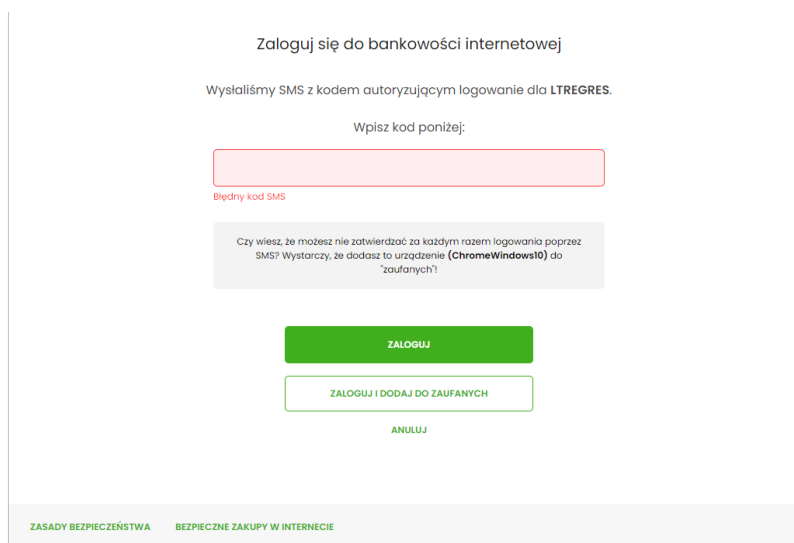 Zaloguj się do bankowości internetowej
Wysłaliśmy SMS z kodem autoryzującym logowanie dla LTREGRES.
Wpisz kod poniżej:
Błędny kod SMS
Czy wiesz, że możesz nie zatwierdzać za każdym razem logowania poprzez
SMS? Wystarczy, że dodasz to urządzenie (ChromeWindows10) do
"zaufanych"!
ZALOGUJ
ZALOGUJ I DODAJ DO ZAUFANYCH
ANULUJ
ZASADY BEZPIECZEŃSTWA BEZPIECZNE ZAKUPY W INTERNECIE